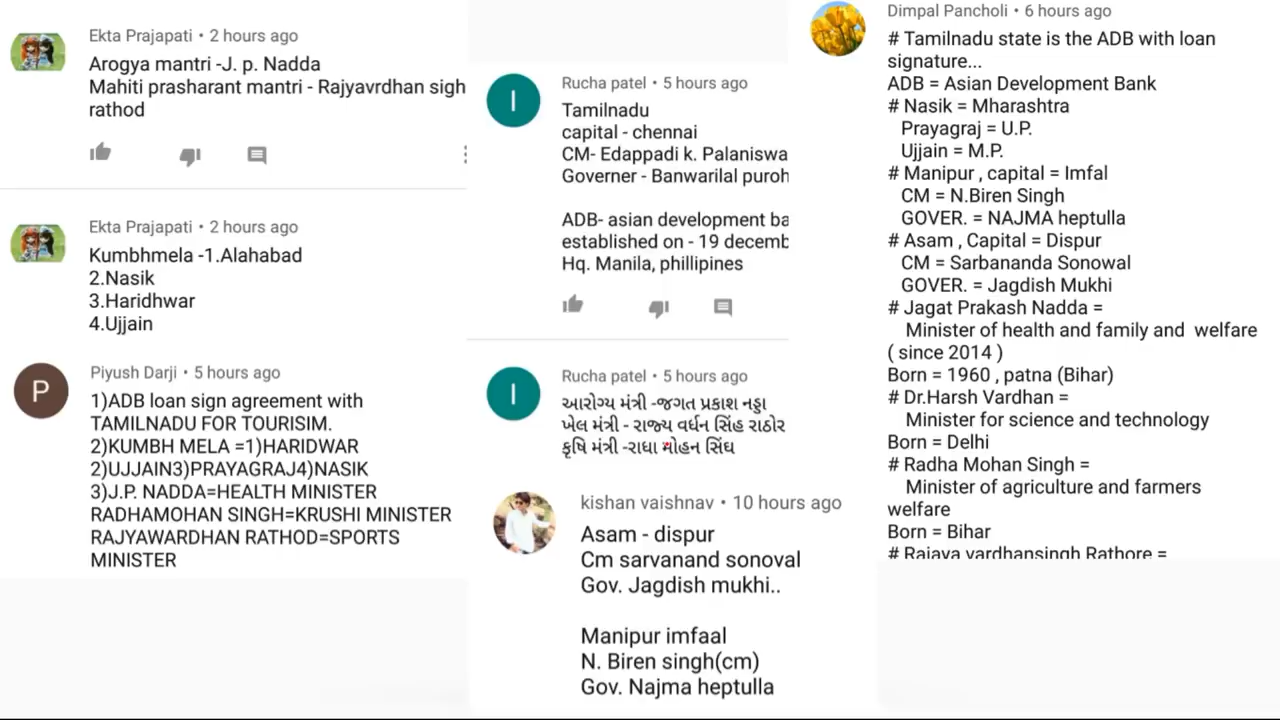 Ekta Prajapati • 2 hours ago
Arogya mantri -J. p. Nadda
Mahiti prasharant mantri - Rajyavrdhan sigh
rathod
Ekta Prajapati • 2 hours ago
Kumbhmela -1.Alahabad
2.Nasik
3.Haridhwar
4.Ujjain
P
Piyush Darji • 5 hours ago
1)ADB loan sign agreement with
TAMILNADU FOR TOURISIM.
2)KUMBH MELA =1)HARIDWAR
2)UJJAIN3)PRAYAGRAJ4)NASIK
3)J.P. NADDA=HEALTH MINISTER
RADHAMOHAN SINGH=KRUSHI MINISTER
RAJYAWARDHAN RATHOD=SPORTS
MINISTER
I
Rucha patel • 5 hours ago
Tamilnadu
capital - chennai
CM- Edappadi k. Palaniswa
Governer - Banwarilal puroh
ADB- asian development ba
established on - 19 decemb
Hq. Manila, phillipines
I
Rucha patel • 5 hours ago
આરોગ્ય મંત્રી -જગત પ્રકાશ નડ્ડા
ખેલ મંત્રી - રાજ્ય વર્ધન સિંહ રાઠોર
કૃષિ મંત્રી -રાધા મોહન સિંઘ
kishan vaishnav • 10 hours ago
Asam - dispur
Cm sarvanand sonoval
Gov. Jagdish mukhi..
Manipur imfaal
N. Biren singh(cm)
Gov. Najma heptulla
Dimpal Pancholi • 6 hours ago
# Tamilnadu state is the ADB with loan
signature...
ADB = Asian Development Bank
# Nasik = Mharashtra
Prayagraj = U.P.
Ujjain = M.P.
# Manipur , capital = Imfal
CM = N.Biren Singh
GOVER. = NAJMA heptulla
# Asam , Capital = Dispur
CM = Sarbananda Sonowal
GOVER. = Jagdish Mukhi
# Jagat Prakash Nadda =
Minister of health and family and welfare
( since 2014 )
Born = 1960 , patna (Bihar)
# Dr.Harsh Vardhan =
Minister for science and technology
Born = Delhi
# Radha Mohan Singh =
Minister of agriculture and farmers
welfare
Born = Bihar
# Rajaya vardhansingh Rathore =